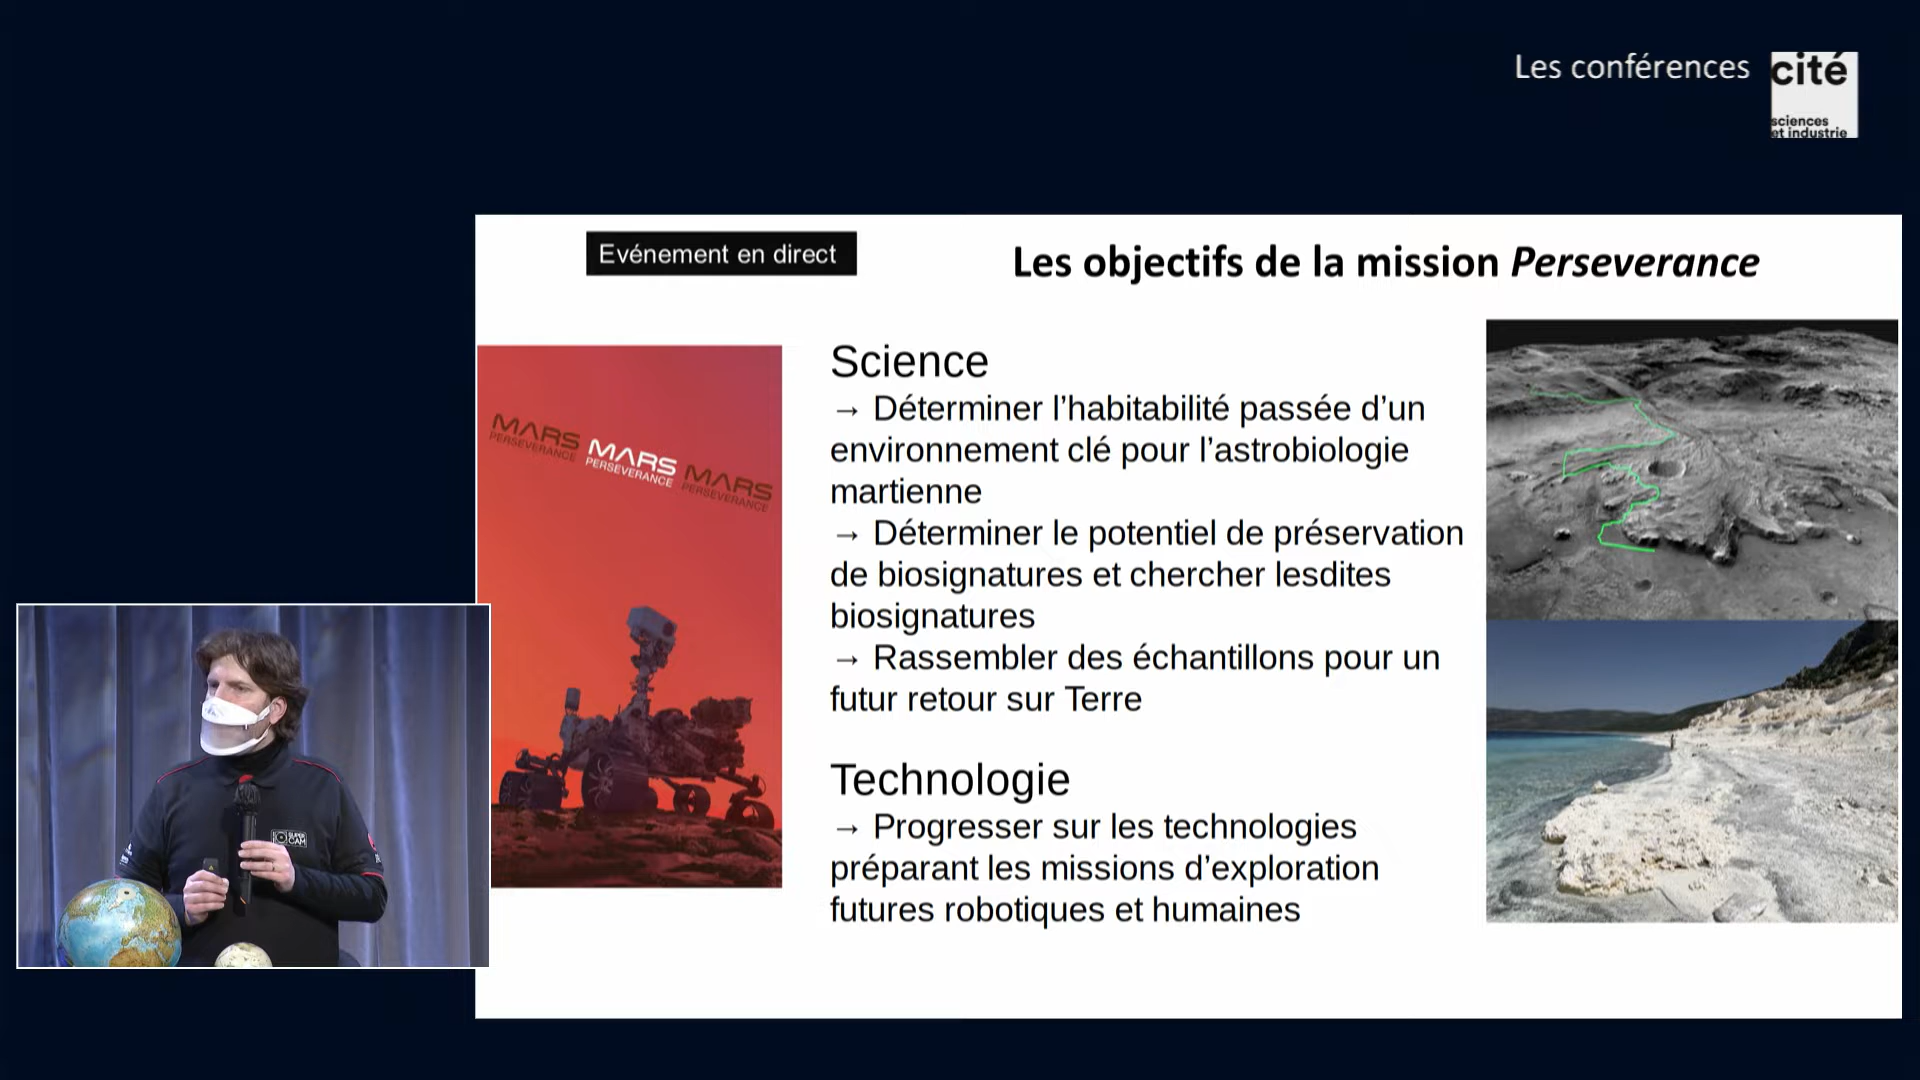 Les conférences
cité
sciences
et industrie
Evénement en direct
Les objectifs de la mission Perseverance
MARS
PERSEVERANCE
MARS
PERSEVERANCE
MARS
PERSEVERANCE
Science
→ Déterminer l’habitabilité passée d’un
environnement clé pour l’astrobiologie
martienne
→ Déterminer le potentiel de préservation
de biosignatures et chercher lesdites
biosignatures
→ Rassembler des échantillons pour un
futur retour sur Terre
Technologie
→ Progresser sur les technologies
préparant les missions d’exploration
futures robotiques et humaines
SUPER
CAM